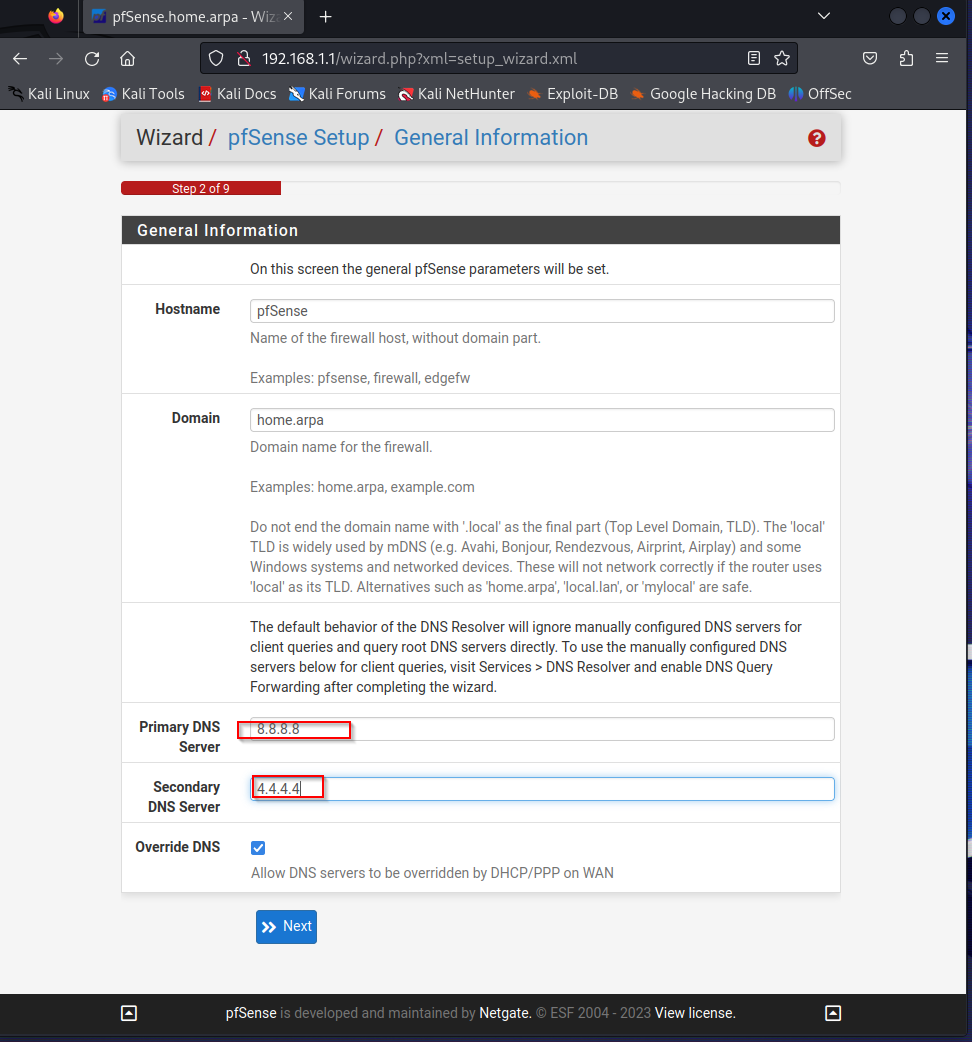 pfSense.home.arpa - Wiz
192.168.1.1/wizard.php?xml=setup_wizard.xml
Kali Linux Kali Tools Kali Docs Kali Forums Kali NetHunter Exploit-DB Google Hacking DB OffSec
Wizard / pfSense Setup / General Information
Step 2 of 9
General Information
On this screen the general pfSense parameters will be set.
Hostname
pfSense
Name of the firewall host, without domain part.
Examples: pfsense, firewall, edgefw
Domain
home.arpa
Domain name for the firewall.
Examples: home.arpa, example.com
Do not end the domain name with '.local' as the final part (Top Level Domain, TLD). The 'local'
TLD is widely used by mDNS (e.g. Avahi, Bonjour, Rendezvous, Airprint, Airplay) and some
Windows systems and networked devices. These will not network correctly if the router uses
'local' as its TLD. Alternatives such as 'home.arpa', 'local.lan', or 'mylocal' are safe.
The default behavior of the DNS Resolver will ignore manually configured DNS servers for
client queries and query root DNS servers directly. To use the manually configured DNS
servers below for client queries, visit Services > DNS Resolver and enable DNS Query
Forwarding after completing the wizard.
Primary DNS
Server
8.8.8.8
Secondary
DNS Server
4.4.4.4
Override DNS
Allow DNS servers to be overridden by DHCP/PPP on WAN
Next
pfSense is developed and maintained by Netgate. © ESF 2004 - 2023 View license.